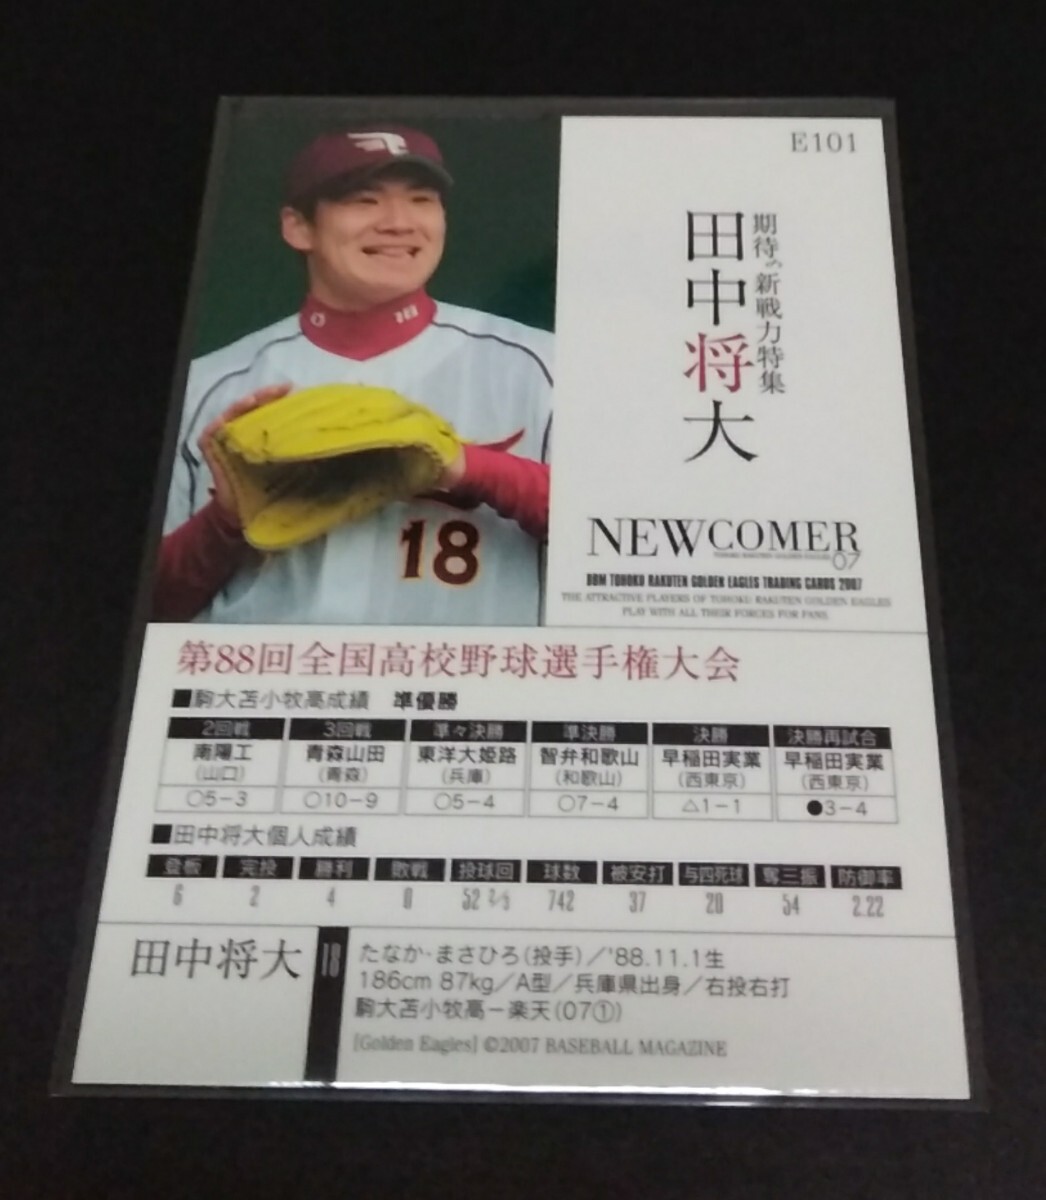 E101
期待の新戦力特集
田中将大
NEWCOMER
TOHOKU RAKUTEN GOLDEN EAGLES
07
BBM TOHOKU RAKUTEN GOLDEN EAGLES TRADING CARDS 2007
THE ATTRACTIVE PLAYERS OF TOHOKU RAKUTEN GOLDEN EAGLES
PLAY WITH ALL THEIR FORCES FOR FANS.
18
第88回全国高校野球選手権大会
■駒大苫小牧高成績 準優勝
2回戦 3回戦 準々決勝 準決勝 決勝 決勝再試合
南陽工 青森山田 東洋大姫路 智弁和歌山 早稲田実業 早稲田実業
(山口) (青森) (兵庫) (和歌山) (西東京) (西東京)
○5−3 ○10−9 ○5−4 ○7−4 △1−1 ●3−4
■田中将大個人成績
登板 完投 勝利 敗戦 投球回 球数 被安打 与四死球 奪三振 防御率
6 2 4 0 52 2/3 742 37 20 54 2.22
田中将大 18
たなか・まさひろ(投手)／'88.11.1生
186cm 87kg／A型／兵庫県出身／右投右打
駒大苫小牧高−楽天(07①)
[Golden Eagles] ©2007 BASEBALL MAGAZINE